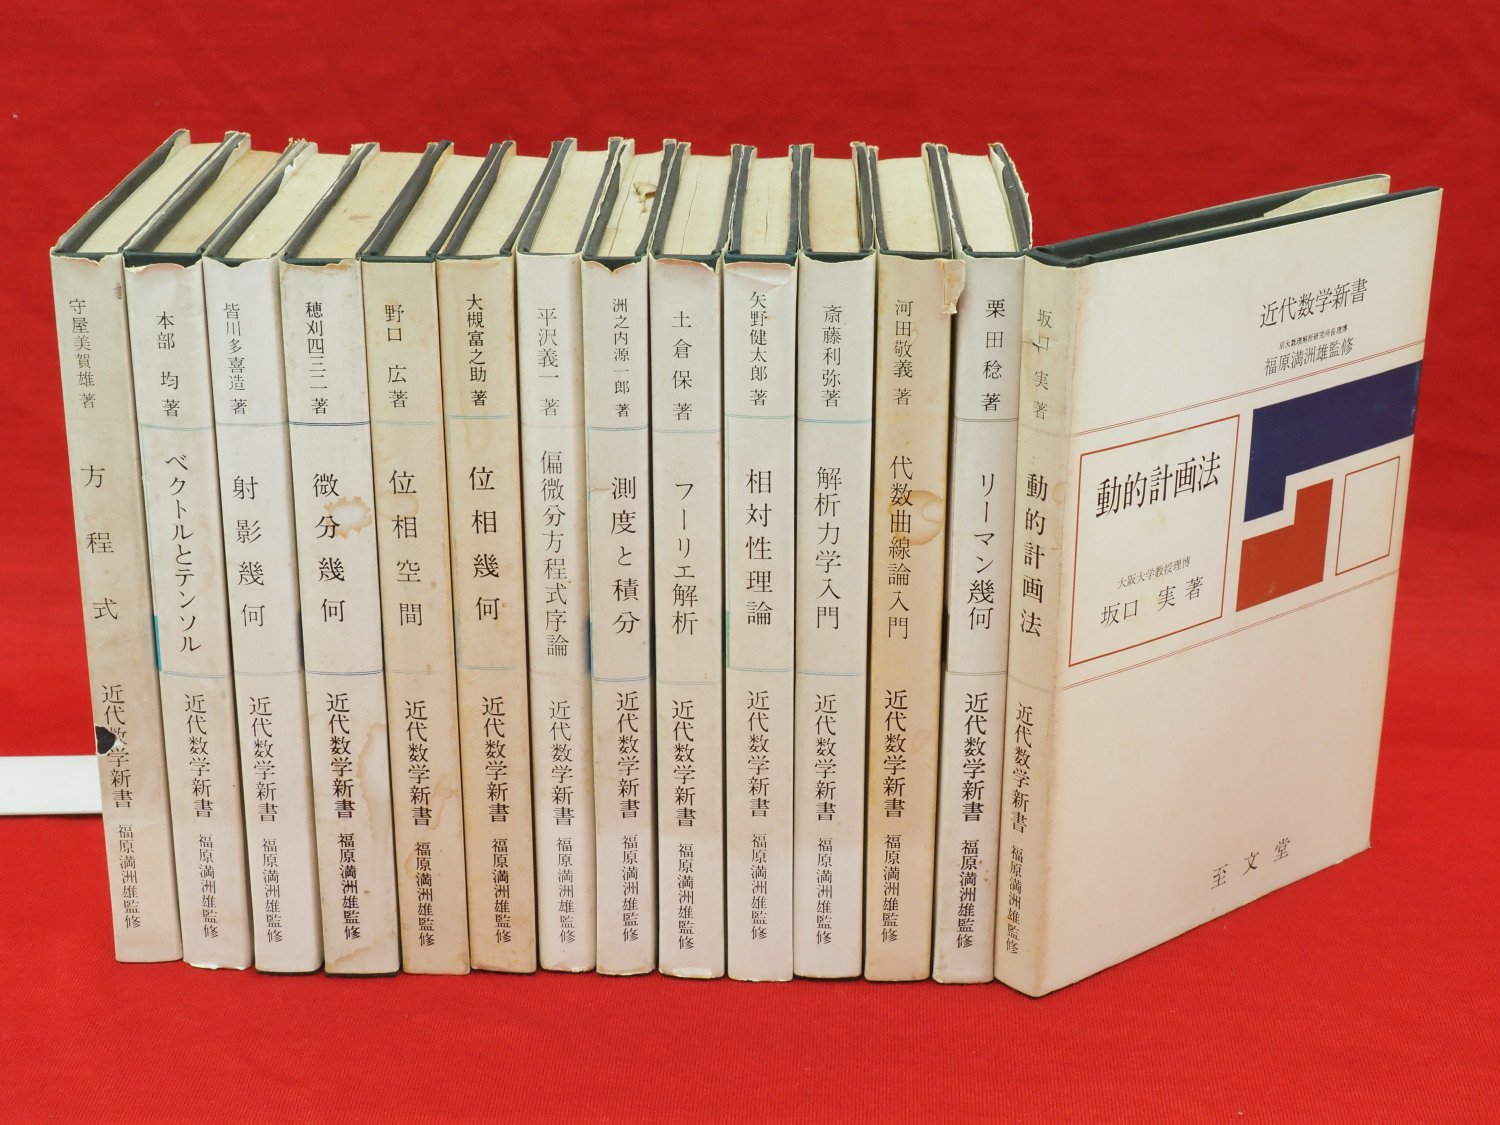 守屋美賀雄 著
方程式
近代数学新書
福原満洲雄監修
本部 均 著
ベクトルとテンソル
近代数学新書
福原満洲雄監修
皆川多喜造 著
射影幾何
近代数学新書
福原満洲雄監修
穂刈四三二 著
微分幾何
近代数学新書
福原満洲雄監修
野口 広 著
位相空間
近代数学新書
福原満洲雄監修
大槻富之助 著
位相幾何
近代数学新書
福原満洲雄監修
平沢義一 著
偏微分方程式序論
近代数学新書
福原満洲雄監修
洲之内源一郎 著
測度と積分
近代数学新書
福原満洲雄監修
土倉 保 著
フーリエ解析
近代数学新書
福原満洲雄監修
矢野健太郎 著
相対性理論
近代数学新書
福原満洲雄監修
斎藤利弥著
解析力学入門
近代数学新書
福原満洲雄監修
河田敬義 著
代数曲線論入門
近代数学新書
福原満洲雄監修
栗田 稔 著
リーマン幾何
近代数学新書
福原満洲雄監修
坂口 実 著
動的計画法
近代数学新書
福原満洲雄監修
近代数学新書
京大数理解析研究所長理博
福原満洲雄監修
動的計画法
大阪大学教授理博
坂口 実 著
至文堂